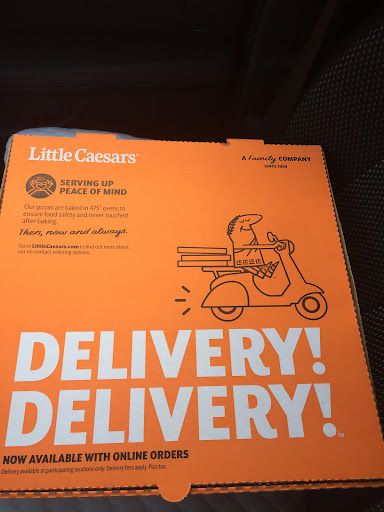 Little Caesars®
A family COMPANY
SINCE 1959
SERVING UP
PEACE OF MIND
Our pizzas are baked in 475° ovens to
ensure food safety and never touched
after baking.
Then, now and always.
Go to LittleCaesars.com to find out more about
our no-contact ordering options.
DELIVERY!
DELIVERY!™
NOW AVAILABLE WITH ONLINE ORDERS
Delivery available at participating locations only. Delivery fees apply. Plus tax.